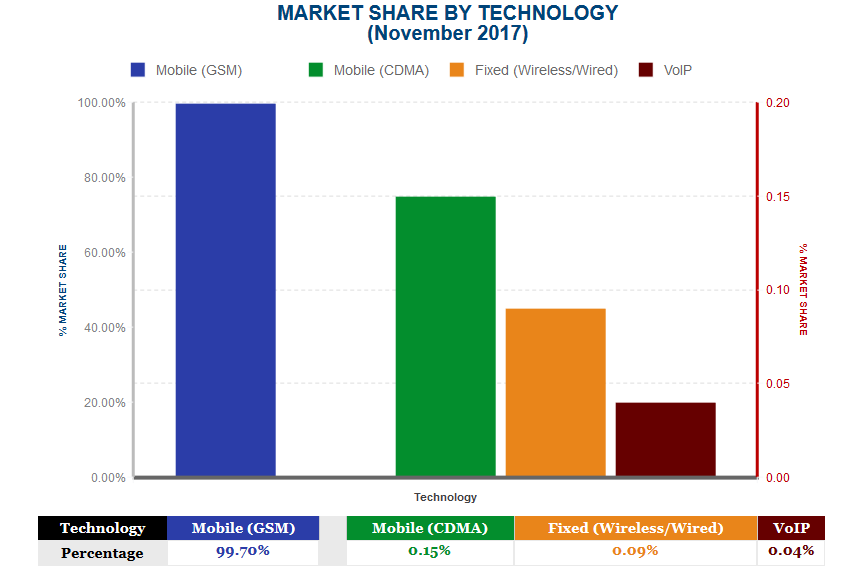 MARKET SHARE BY TECHNOLOGY
(November 2017)
Mobile (GSM) Mobile (CDMA) Fixed (Wireless/Wired) VoIP
100.00% 0.20
80.00% 0.15
60.00% 0.10
40.00% 0.05
20.00%
0.00% 0.00
% MARKET SHARE
% MARKET SHARE
Technology
Technology Mobile (GSM) Mobile (CDMA) Fixed (Wireless/Wired) VoIP
Percentage 99.70% 0.15% 0.09% 0.04%